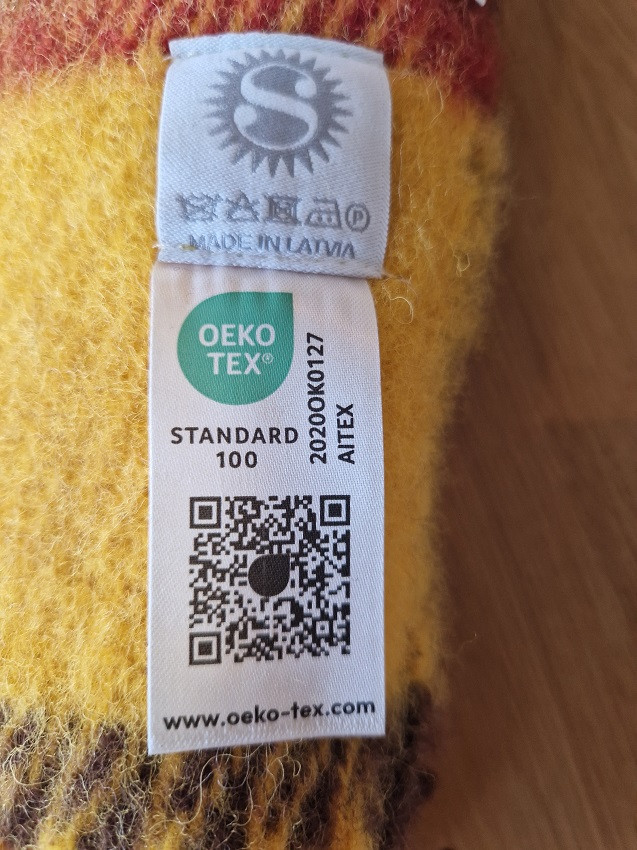 S
P
MADE IN LATVIA
OEKO
TEX®
STANDARD
100
2020OK0127
AITEX
www.oeko-tex.com